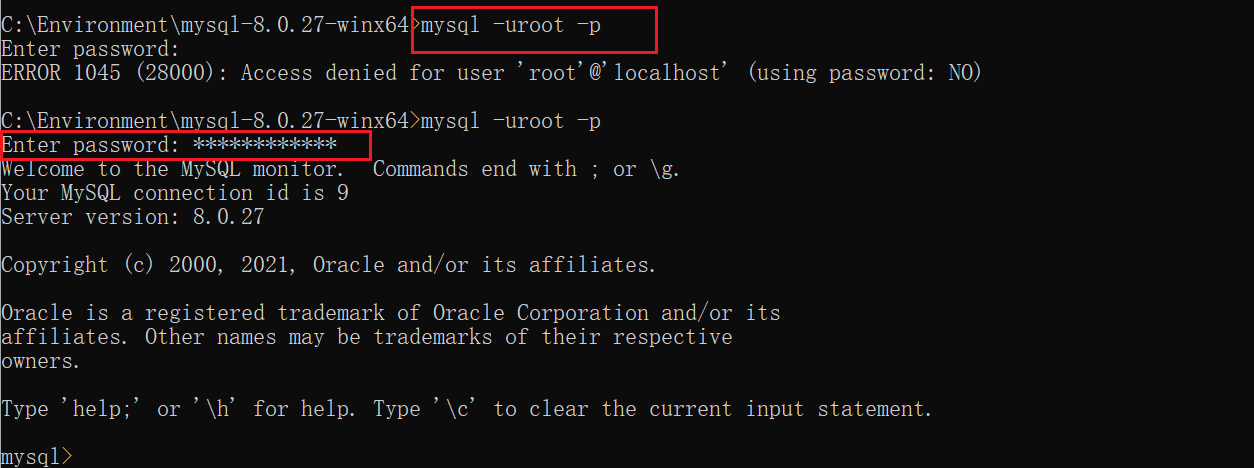 C:\Environment\mysql-8.0.27-winx64>mysql -uroot -p
Enter password:
ERROR 1045 (28000): Access denied for user 'root'@'localhost' (using password: NO)
C:\Environment\mysql-8.0.27-winx64>mysql -uroot -p
Enter password: ************
Welcome to the MySQL monitor.  Commands end with ; or \g.
Your MySQL connection id is 9
Server version: 8.0.27
Copyright (c) 2000, 2021, Oracle and/or its affiliates.
Oracle is a registered trademark of Oracle Corporation and/or its
affiliates. Other names may be trademarks of their respective
owners.
Type 'help;' or '\h' for help. Type '\c' to clear the current input statement.
mysql>